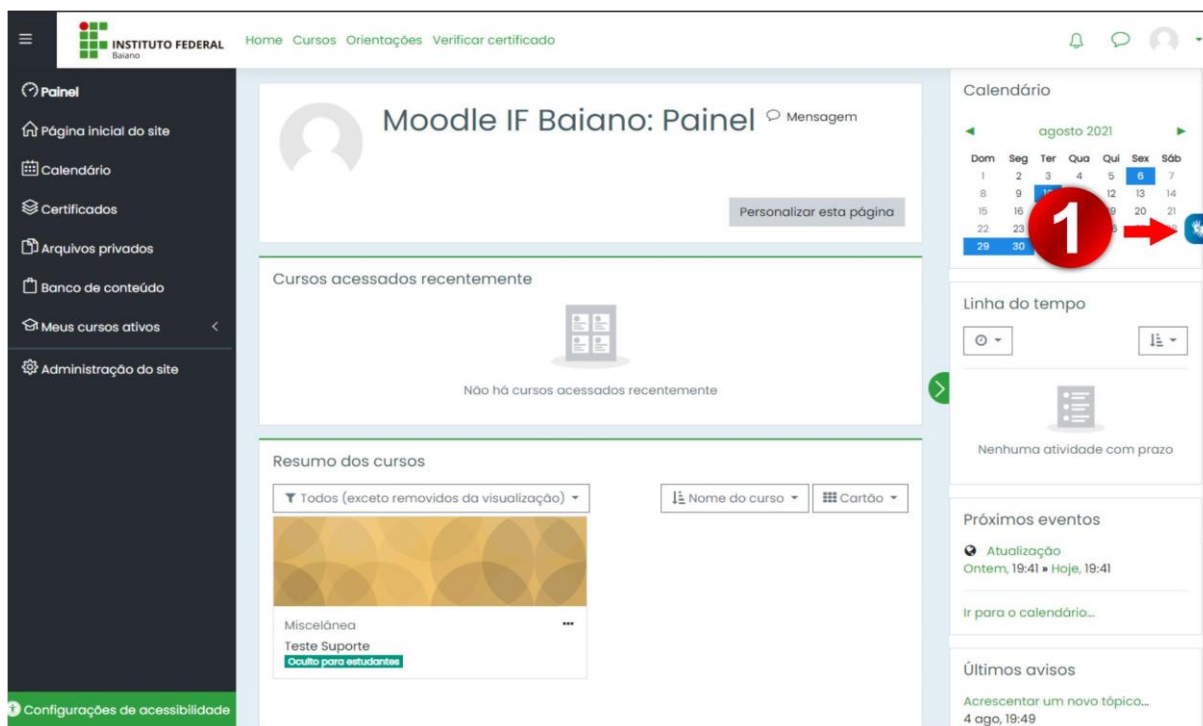 INSTITUTO FEDERAL
Baiano
Home Cursos Orientações Verificar certificado
Painel
Página inicial do site
Calendário
Certificados
Arquivos privados
Banco de conteúdo
Meus cursos ativos
Administração do site
Configurações de acessibilidade
Moodle IF Baiano: Painel
Mensagem
Personalizar esta página
Cursos acessados recentemente
Não há cursos acessados recentemente
Resumo dos cursos
Todos (exceto removidos da visualização)
Nome do curso
Cartão
Miscelánea
Teste Suporte
Oculto para estudantes
Calendário
agosto 2021
Dom Seg Ter Qua Qui Sex Sáb
1 2 3 4 5 6 7
8 9 10 12 13 14
15 16 20 21
22 23
29 30
1
Linha do tempo
Nenhuma atividade com prazo
Próximos eventos
Atualização
Ontem, 19:41 » Hoje, 19:41
Ir para o calendário...
Últimos avisos
Acrescentar um novo tópico...
4 ago, 19:49